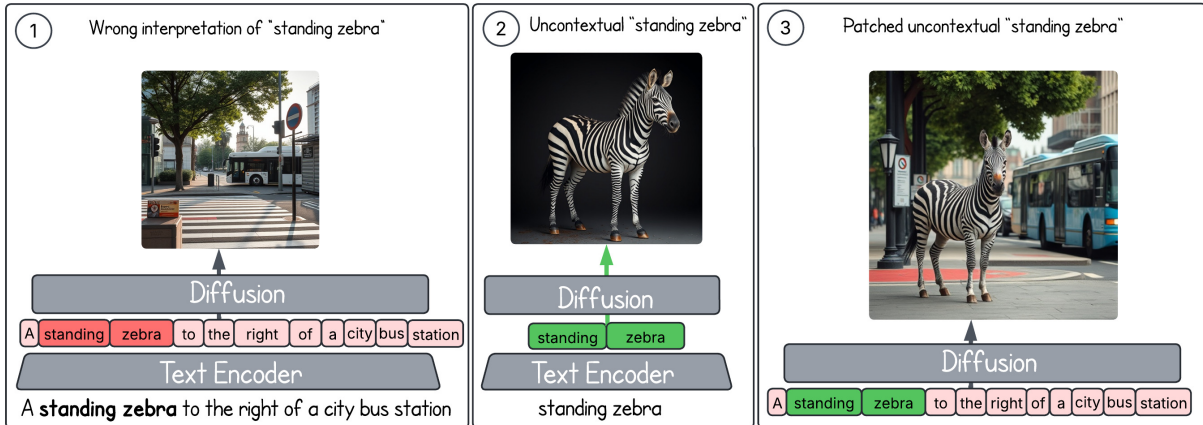 1
Wrong interpretation of "standing zebra"
Diffusion
A standing zebra to the right of a city bus station
Text Encoder
A standing zebra to the right of a city bus station
2
Uncontextual "standing zebra"
Diffusion
standing zebra
Text Encoder
standing zebra
3
Patched uncontextual "standing zebra"
Diffusion
A standing zebra to the right of a city bus station